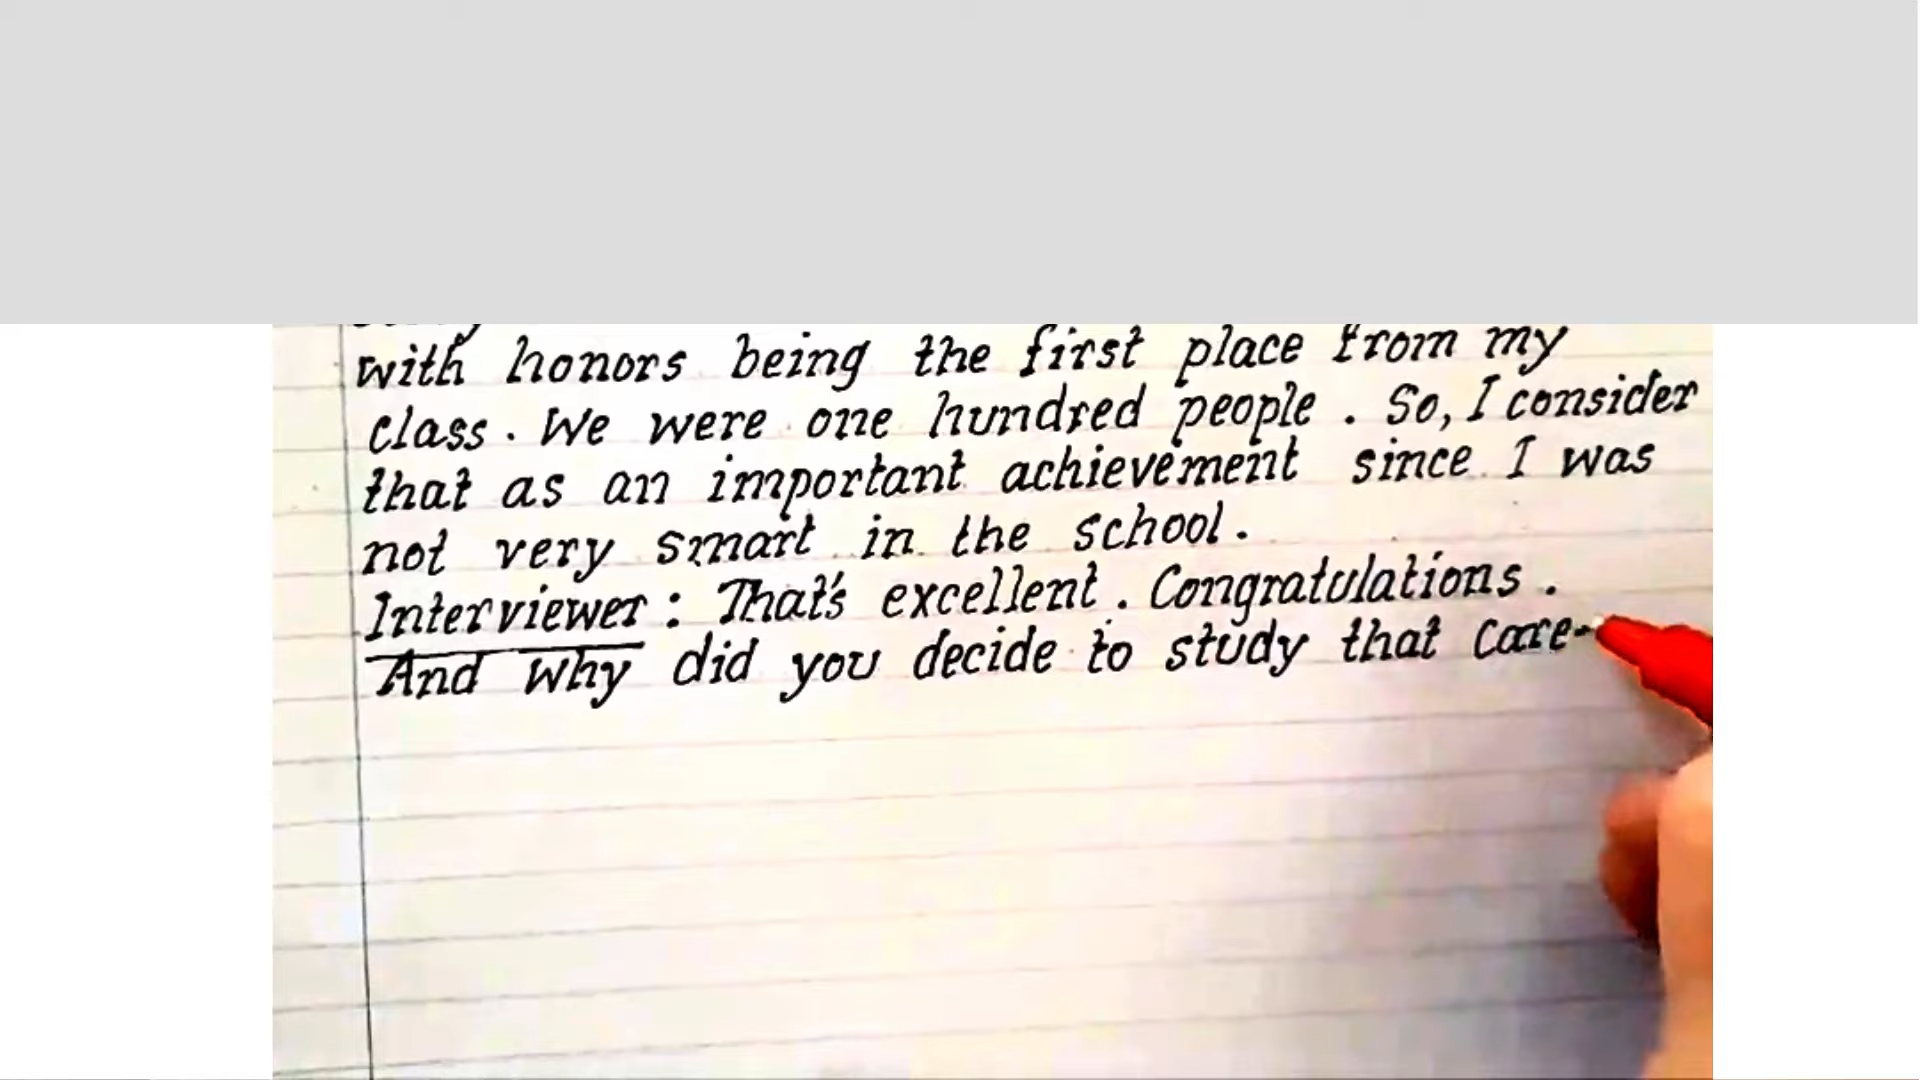 with honors being the first place from my
class. We were one hundred people. So, I consider
that as an important achievement since I was
not very smart in the school.
Interviewer: That's excellent. Congratulations.
And why did you decide to study that care-